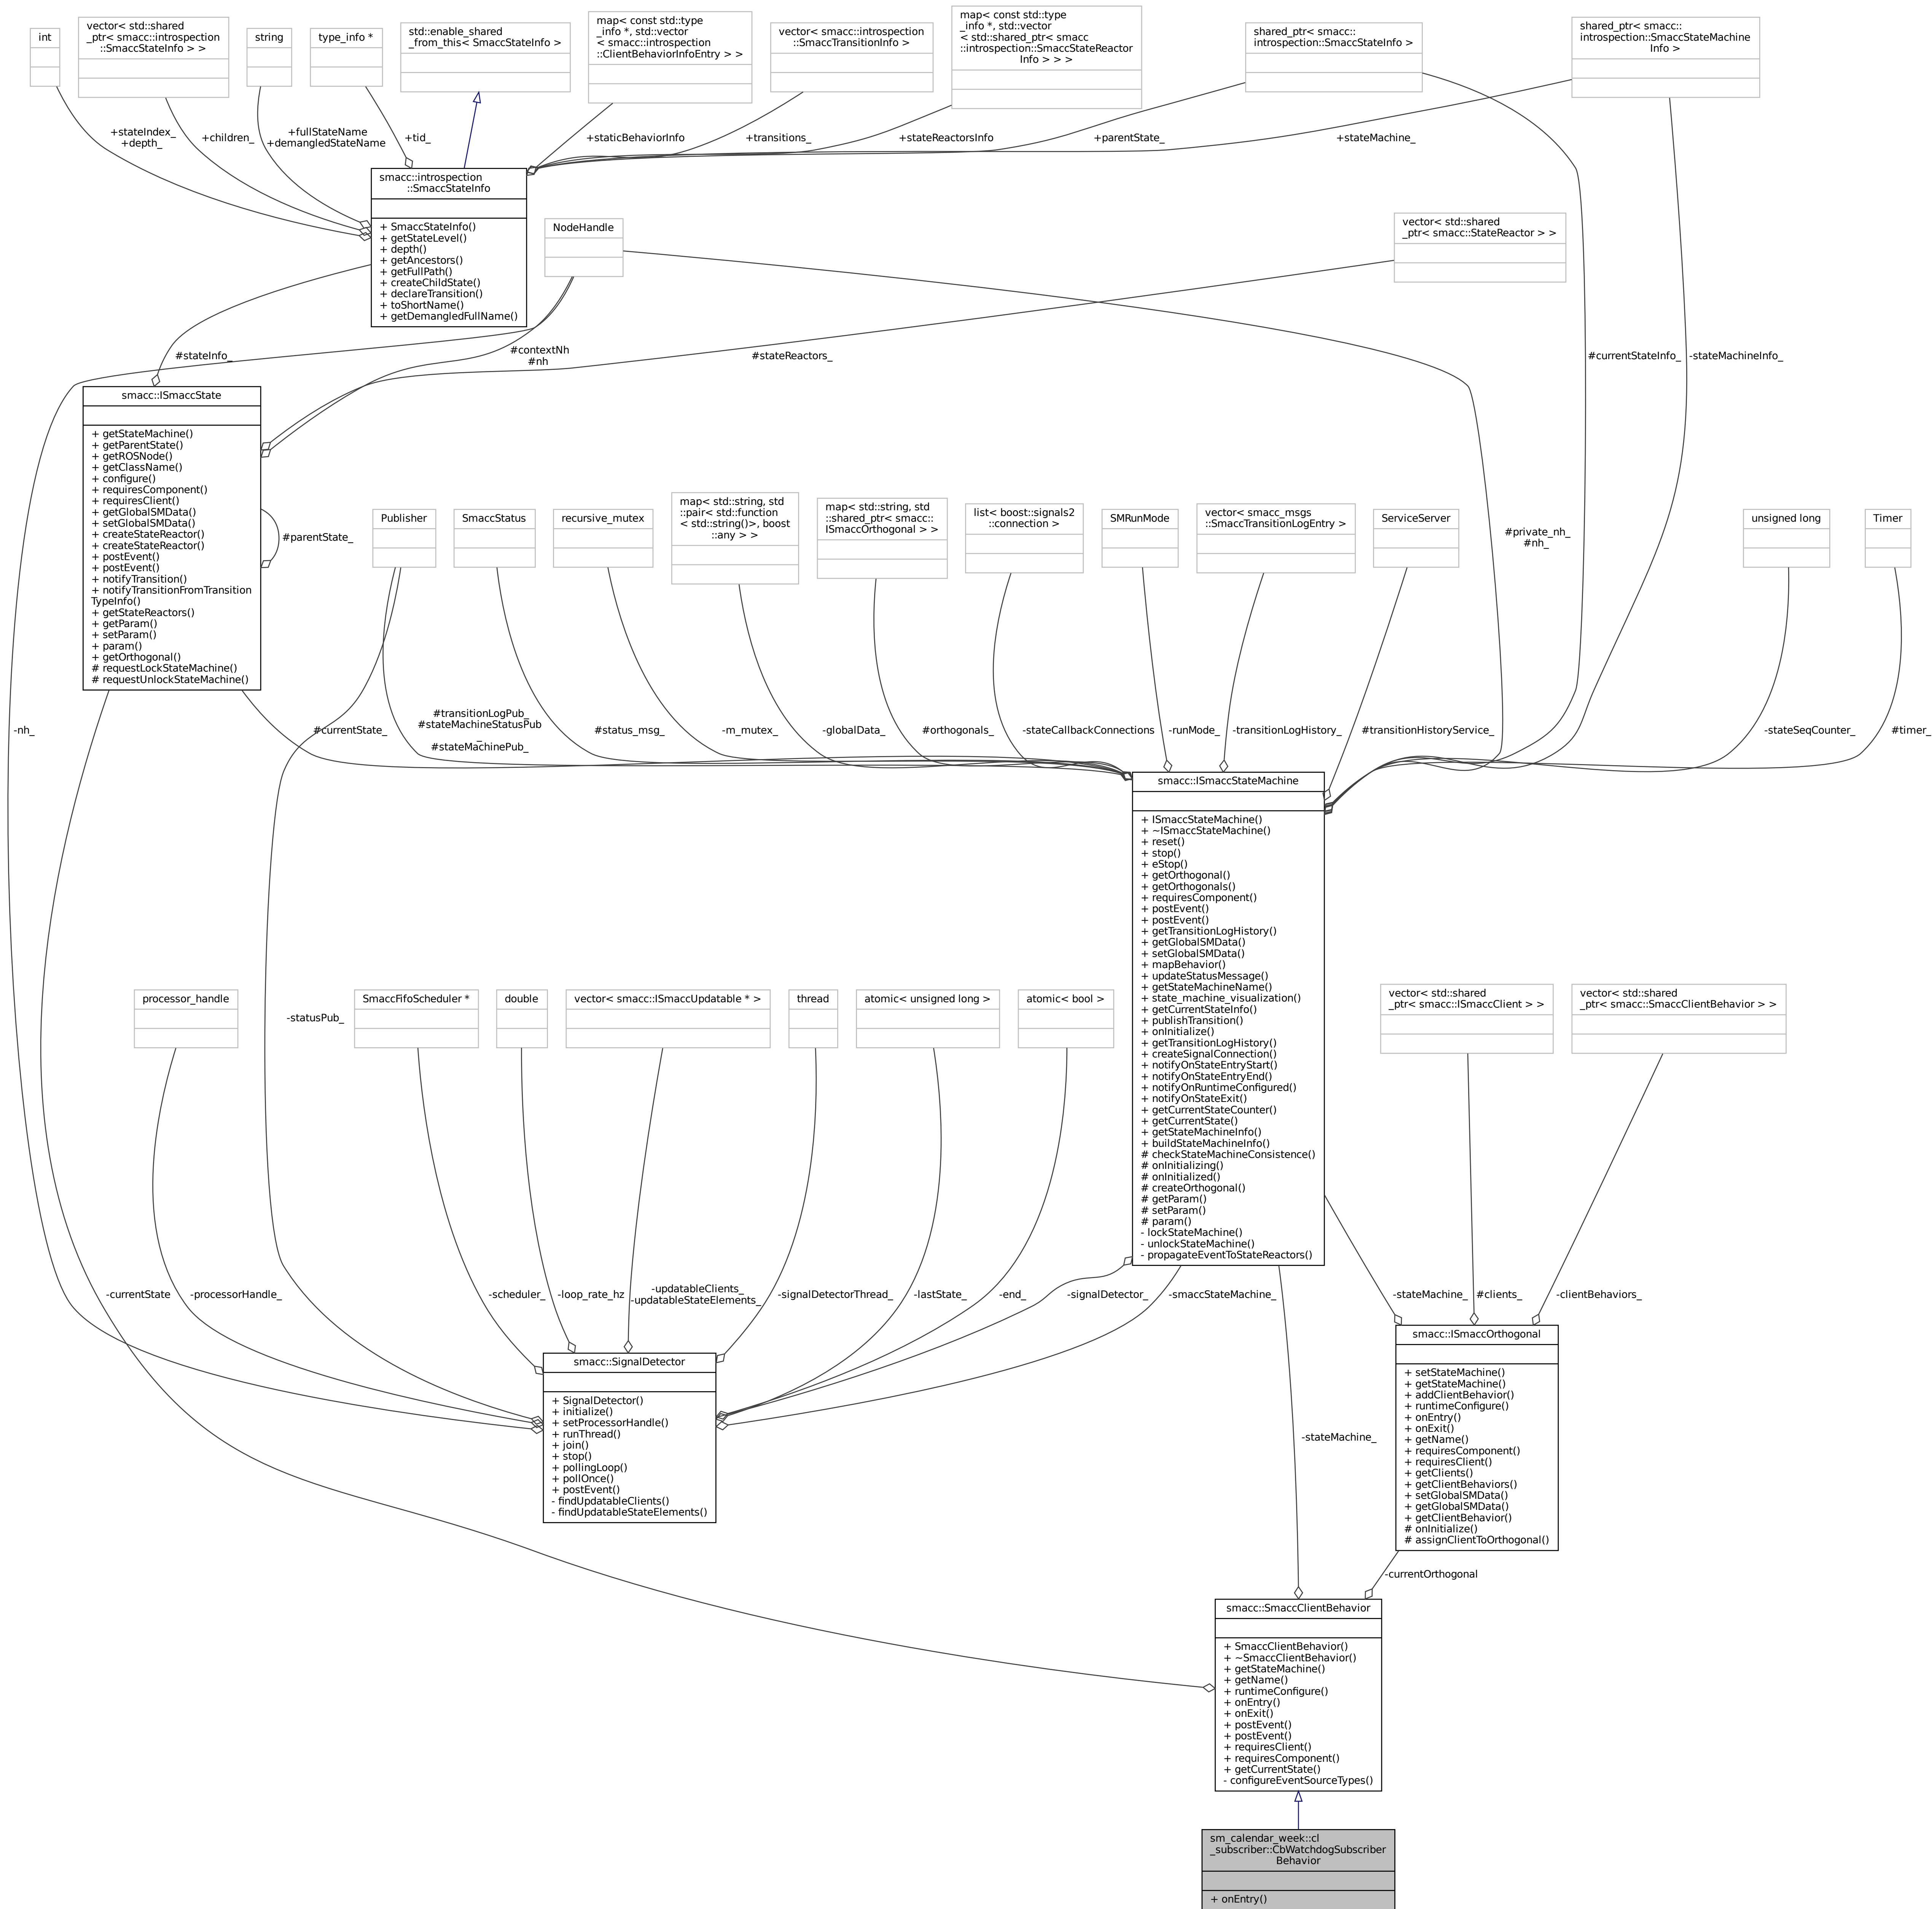 int
vector< std::shared
_ptr< smacc::introspection
::SmaccStateInfo > >
string
type_info *
std::enable_shared
_from_this< SmaccStateInfo >
map< const std::type
_info *, std::vector
< smacc::introspection
::ClientBehaviorInfoEntry > >
vector< smacc::introspection
::SmaccTransitionInfo >
map< const std::type
_info *, std::vector
< std::shared_ptr< smacc
::introspection::SmaccStateReactor
Info > > >
shared_ptr< smacc::
introspection::SmaccStateInfo >
shared_ptr< smacc::
introspection::SmaccStateMachine
Info >
+stateIndex_
+depth_
+children_
+fullStateName
+demangledStateName
+tid_
+staticBehaviorInfo
+transitions_
+stateReactorsInfo
+parentState_
+stateMachine_
smacc::introspection
::SmaccStateInfo
+ SmaccStateInfo()
+ getStateLevel()
+ depth()
+ getAncestors()
+ getFullPath()
+ createChildState()
+ declareTransition()
+ toShortName()
+ getDemangledFullName()
NodeHandle
vector< std::shared
_ptr< smacc::StateReactor > >
#stateInfo_
#contextNh
#nh
#stateReactors_
#currentStateInfo_
-stateMachineInfo_
smacc::ISmaccState
+ getStateMachine()
+ getParentState()
+ getROSNode()
+ getClassName()
+ configure()
+ requiresComponent()
+ requiresClient()
+ getGlobalSMData()
+ setGlobalSMData()
+ createStateReactor()
+ createStateReactor()
+ postEvent()
+ postEvent()
+ notifyTransition()
+ notifyTransitionFromTransition
TypeInfo()
+ getStateReactors()
+ getParam()
+ setParam()
+ param()
+ getOrthogonal()
# requestLockStateMachine()
# requestUnlockStateMachine()
#parentState_
Publisher
SmaccStatus
recursive_mutex
map< std::string, std
::pair< std::function
< std::string()>, boost
::any > >
map< std::string, std
::shared_ptr< smacc::
ISmaccOrthogonal > >
list< boost::signals2
::connection >
SMRunMode
vector< smacc_msgs
::SmaccTransitionLogEntry >
ServiceServer
#private_nh_
#nh_
unsigned long
Timer
-nh_
#currentState_
#transitionLogPub_
#stateMachineStatusPub
_
#stateMachinePub_
#status_msg_
-m_mutex_
-globalData_
#orthogonals_
-stateCallbackConnections
-runMode_
-transitionLogHistory_
#transitionHistoryService_
-stateSeqCounter_
#timer_
smacc::ISmaccStateMachine
+ ISmaccStateMachine()
+ ~ISmaccStateMachine()
+ reset()
+ stop()
+ eStop()
+ getOrthogonal()
+ getOrthogonals()
+ requiresComponent()
+ postEvent()
+ postEvent()
+ getTransitionLogHistory()
+ getGlobalSMData()
+ setGlobalSMData()
+ mapBehavior()
+ updateStatusMessage()
+ getStateMachineName()
+ state_machine_visualization()
+ getCurrentStateInfo()
+ publishTransition()
+ onInitialize()
+ getTransitionLogHistory()
+ createSignalConnection()
+ notifyOnStateEntryStart()
+ notifyOnStateEntryEnd()
+ notifyOnRuntimeConfigured()
+ notifyOnStateExit()
+ getCurrentStateCounter()
+ getCurrentState()
+ getStateMachineInfo()
+ buildStateMachineInfo()
# checkStateMachineConsistence()
# onInitializing()
# onInitialized()
# createOrthogonal()
# getParam()
# setParam()
# param()
- lockStateMachine()
- unlockStateMachine()
- propagateEventToStateReactors()
processor_handle
-statusPub_
SmaccFifoScheduler *
double
vector< smacc::ISmaccUpdatable * >
thread
atomic< unsigned long >
atomic< bool >
vector< std::shared
_ptr< smacc::ISmaccClient > >
vector< std::shared
_ptr< smacc::SmaccClientBehavior > >
-currentState
-processorHandle_
-scheduler_
-loop_rate_hz
-updatableClients_
-updatableStateElements_
-signalDetectorThread_
-lastState_
-end_
-signalDetector_
-smaccStateMachine_
-stateMachine_
#clients_
-clientBehaviors_
smacc::SignalDetector
+ SignalDetector()
+ initialize()
+ setProcessorHandle()
+ runThread()
+ join()
+ stop()
+ pollingLoop()
+ pollOnce()
+ postEvent()
- findUpdatableClients()
- findUpdatableStateElements()
-stateMachine_
smacc::ISmaccOrthogonal
+ setStateMachine()
+ getStateMachine()
+ addClientBehavior()
+ runtimeConfigure()
+ onEntry()
+ onExit()
+ getName()
+ requiresComponent()
+ requiresClient()
+ getClients()
+ getClientBehaviors()
+ setGlobalSMData()
+ getGlobalSMData()
+ getClientBehavior()
# onInitialize()
# assignClientToOrthogonal()
-currentOrthogonal
smacc::SmaccClientBehavior
+ SmaccClientBehavior()
+ ~SmaccClientBehavior()
+ getStateMachine()
+ getName()
+ runtimeConfigure()
+ onEntry()
+ onExit()
+ postEvent()
+ postEvent()
+ requiresClient()
+ requiresComponent()
+ getCurrentState()
- configureEventSourceTypes()
sm_calendar_week::cl
_subscriber::CbWatchdogSubscriber
Behavior
+ onEntry()